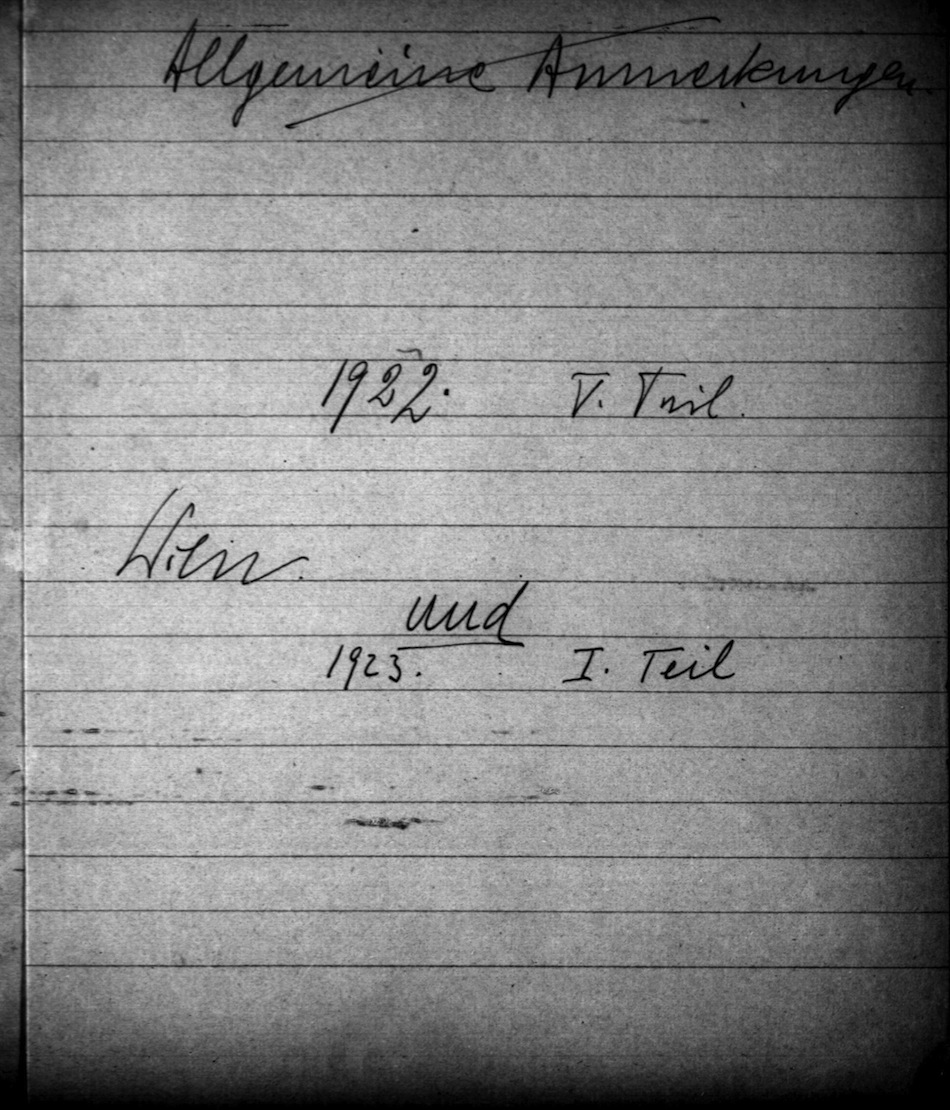 Allgemeine Anmerkungen.
1922. V. Teil.
Wien.
und
1923. I. Teil